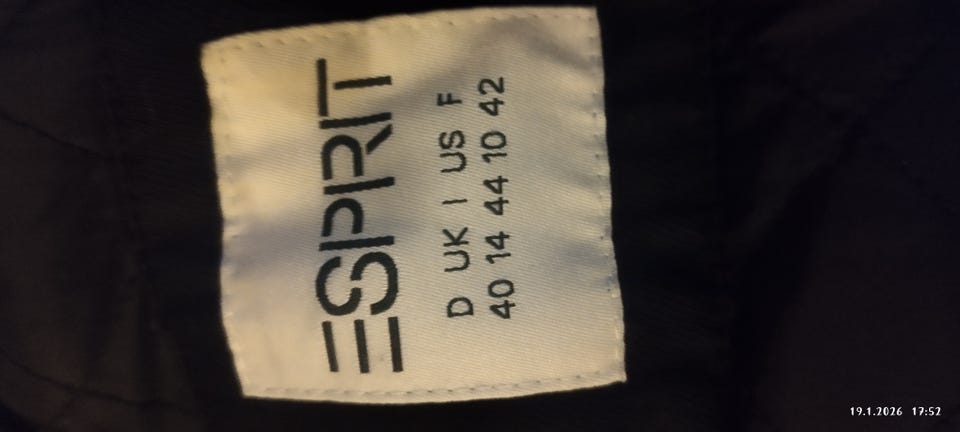 ESPRIT
D UK I US F
40 14 44 10 42
19.1.2026 17:52